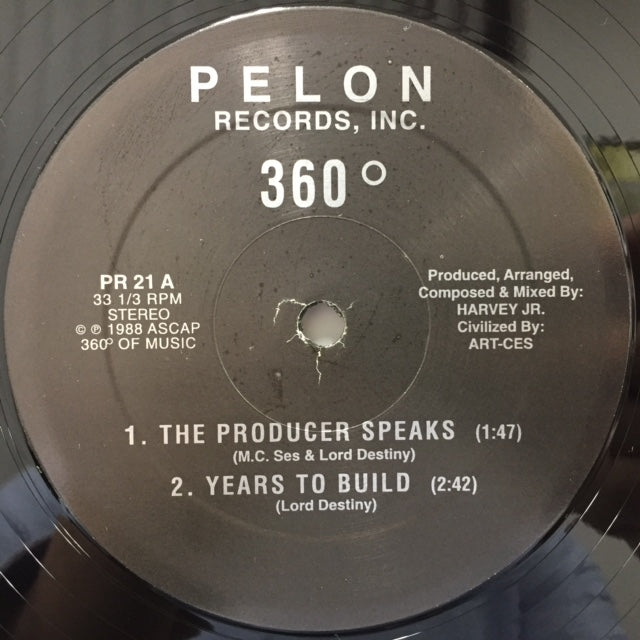 PELON
RECORDS, INC.
360°
PR 21 A
33 1/3 RPM
STEREO
© ℗ 1988 ASCAP
360° OF MUSIC
Produced, Arranged,
Composed & Mixed By:
HARVEY JR.
Civilized By:
ART-CES
1. THE PRODUCER SPEAKS (1:47)
(M.C. Ses & Lord Destiny)
2. YEARS TO BUILD (2:42)
(Lord Destiny)